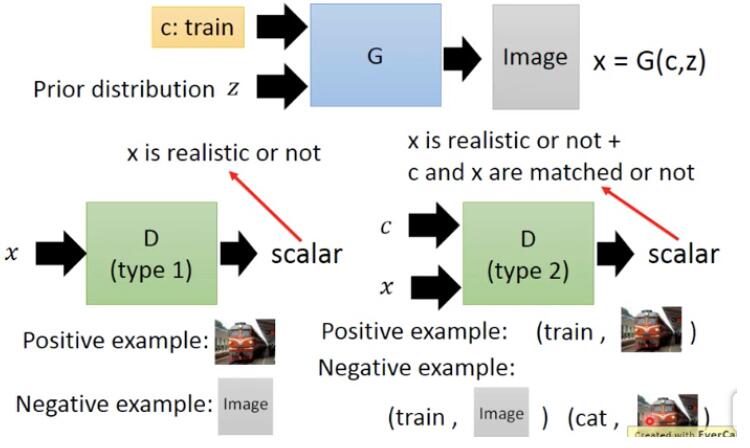 c: train
G
Image
x = G(c,z)
Prior distribution z
x is realistic or not
x is realistic or not +
c and x are matched or not
x
D
(type 1)
scalar
c
x
D
(type 2)
scalar
Positive example:
Negative example: Image
Positive example: (train , )
Negative example:
(train , Image ) (cat , )
Created with